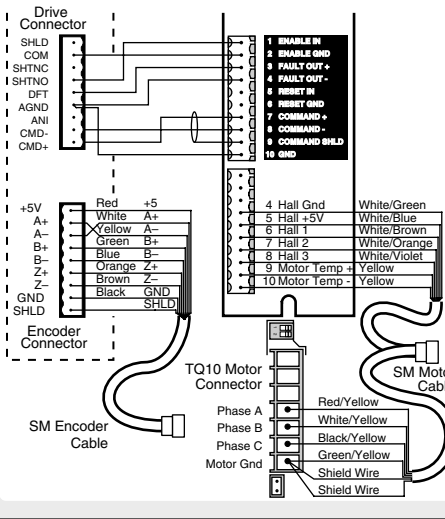 Drive
Connector
SHLD
COM
SHTNC
SHTNO
DFT
AGND
ANI
CMD-
CMD+
1 ENABLE IN
2 ENABLE GND
3 FAULT OUT +
4 FAULT OUT -
5 RESET IN
6 RESET GND
7 COMMAND +
8 COMMAND -
9 COMMAND SHLD
10 GND
+5V Red +5
A+ White A+
A– Yellow A–
B+ Green B+
B– Blue B–
Z+ Orange Z+
Z– Brown Z–
GND Black GND
SHLD SHLD
Encoder
Connector
SM Encoder
Cable
4 Hall Gnd White/Green
5 Hall +5V White/Blue
6 Hall 1 White/Brown
7 Hall 2 White/Orange
8 Hall 3 White/Violet
9 Motor Temp + Yellow
10 Motor Temp - Yellow
TQ10 Motor
Connector
SM Moto
Cabl
Phase A Red/Yellow
Phase B White/Yellow
Phase C Black/Yellow
Motor Gnd Green/Yellow
Shield Wire
Shield Wire